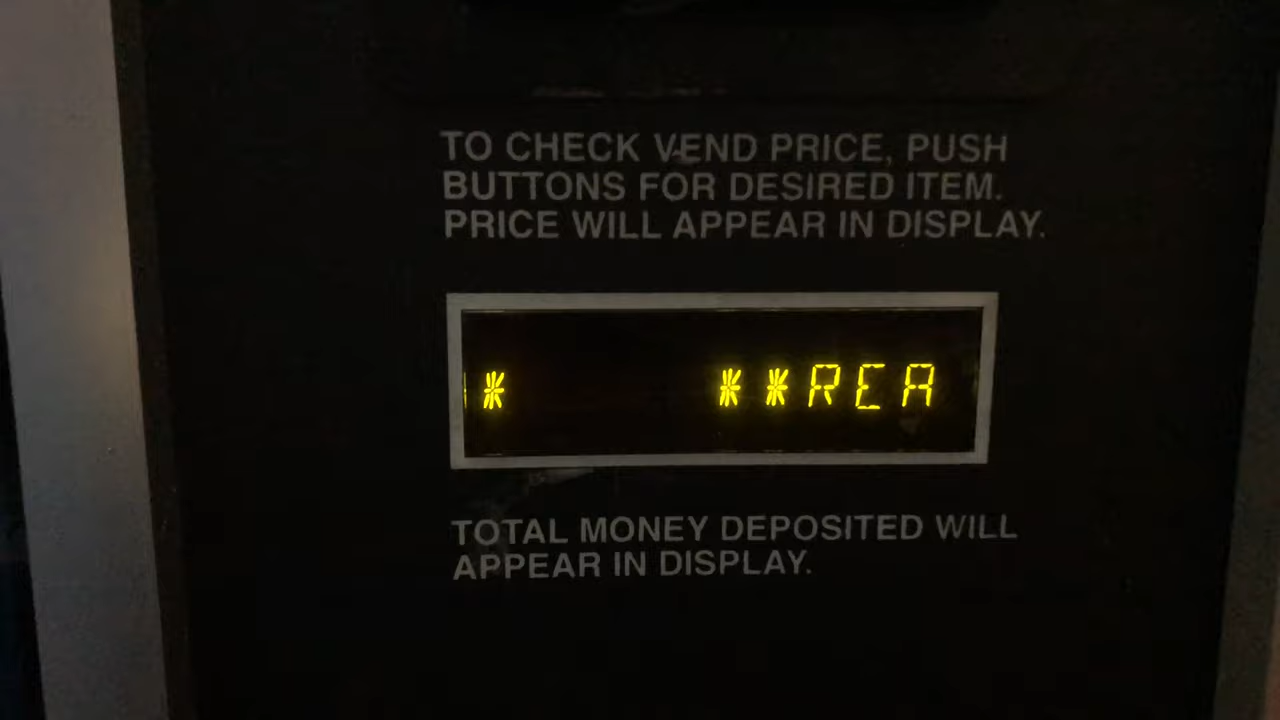 TO CHECK VEND PRICE, PUSH
BUTTONS FOR DESIRED ITEM.
PRICE WILL APPEAR IN DISPLAY.
* **REA
TOTAL MONEY DEPOSITED WILL
APPEAR IN DISPLAY.